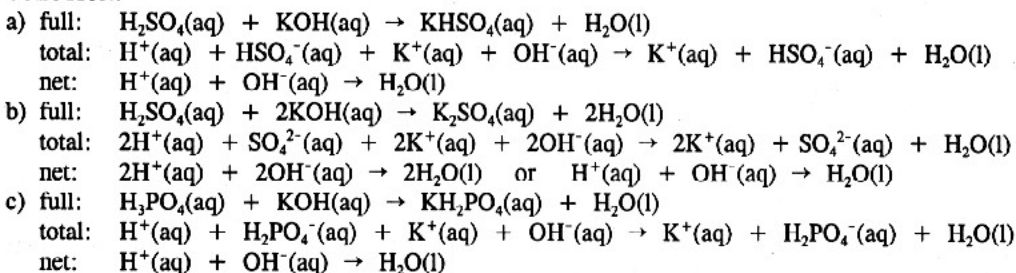 a) full: H₂SO₄(aq) + KOH(aq) → KHSO₄(aq) + H₂O(l)
total: H⁺(aq) + HSO₄⁻(aq) + K⁺(aq) + OH⁻(aq) → K⁺(aq) + HSO₄⁻(aq) + H₂O(l)
net: H⁺(aq) + OH⁻(aq) → H₂O(l)
b) full: H₂SO₄(aq) + 2KOH(aq) → K₂SO₄(aq) + 2H₂O(l)
total: 2H⁺(aq) + SO₄²⁻(aq) + 2K⁺(aq) + 2OH⁻(aq) → 2K⁺(aq) + SO₄²⁻(aq) + H₂O(l)
net: 2H⁺(aq) + 2OH⁻(aq) → 2H₂O(l) or H⁺(aq) + OH⁻(aq) → H₂O(l)
c) full: H₃PO₄(aq) + KOH(aq) → KH₂PO₄(aq) + H₂O(l)
total: H⁺(aq) + H₂PO₄⁻(aq) + K⁺(aq) + OH⁻(aq) → K⁺(aq) + H₂PO₄⁻(aq) + H₂O(l)
net: H⁺(aq) + OH⁻(aq) → H₂O(l)